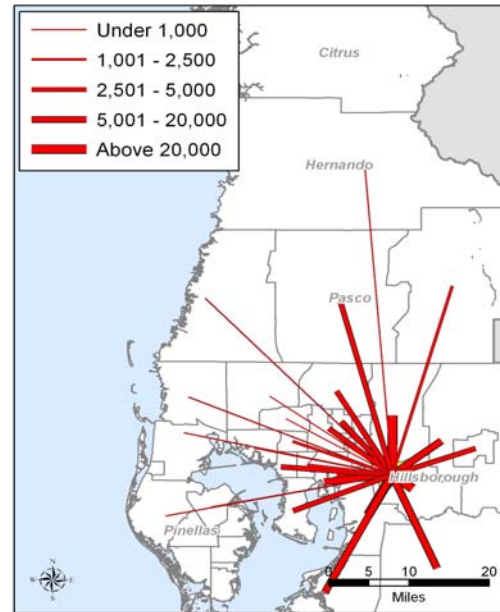 Under 1,000
1,001 - 2,500
2,501 - 5,000
5,001 - 20,000
Above 20,000
Citrus
Hernando
Pasco
Hillsborough
Pinellas
N
W E
S
0 5 10 20
Miles